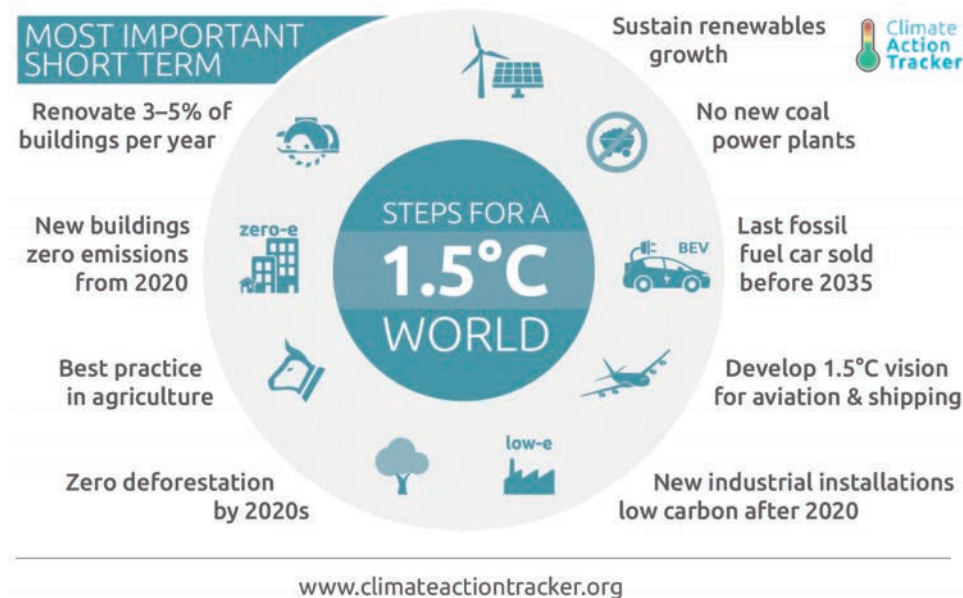 MOST IMPORTANT
SHORT TERM
Sustain renewables
growth
Climate
Action
Tracker
No new coal
power plants
BEV
Last fossil
fuel car sold
before 2035
Develop 1.5°C vision
for aviation & shipping
low-e
New industrial installations
low carbon after 2020
Zero deforestation
by 2020s
Best practice
in agriculture
zero-e
New buildings
zero emissions
from 2020
Renovate 3–5% of
buildings per year
STEPS FOR A
1.5°C
WORLD
www.climateactiontracker.org